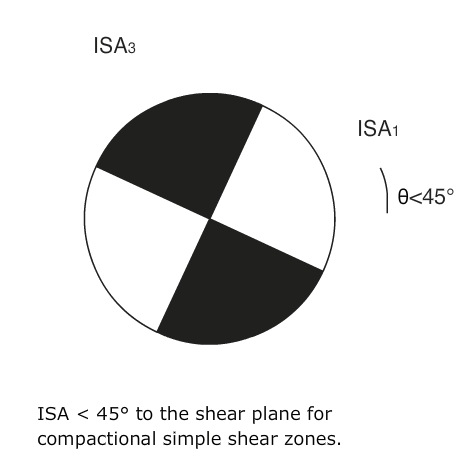 ISA3
ISA1
θ<45°
ISA < 45° to the shear plane for
compactional simple shear zones.